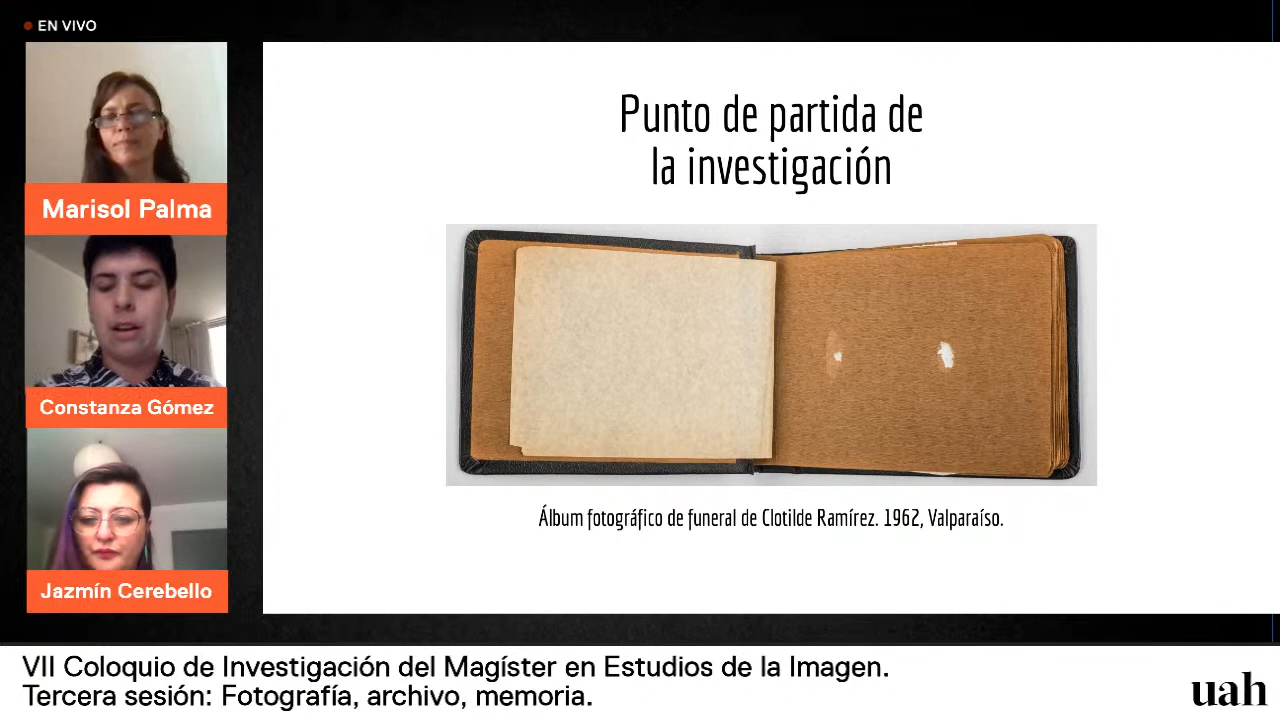 EN VIVO
Marisol Palma
Constanza Gómez
Jazmín Cerebello
Punto de partida de
la investigación
Álbum fotográfico de funeral de Clotilde Ramírez. 1962, Valparaíso.
VII Coloquio de Investigación del Magíster en Estudios de la Imagen.
Tercera sesión: Fotografía, archivo, memoria.
uah